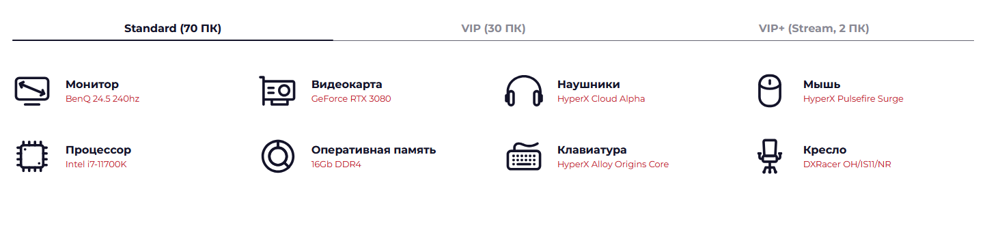 Standard (70 ПК)
VIP (30 ПК)
VIP+ (Stream, 2 ПК)
Монитор
BenQ 24.5 240hz
Видеокарта
GeForce RTX 3080
Наушники
HyperX Cloud Alpha
Мышь
HyperX Pulsefire Surge
Процессор
Intel i7-11700K
Оперативная память
16Gb DDR4
Клавиатура
HyperX Alloy Origins Core
Кресло
DXRacer OH/IS11/NR